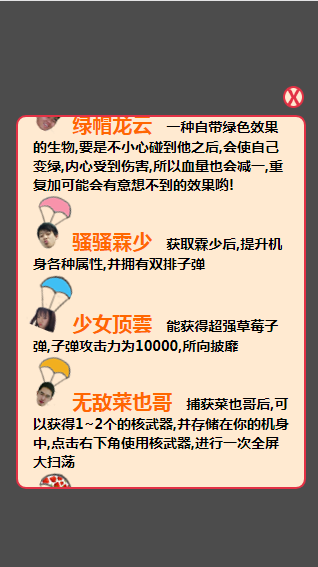 X
绿帽龙云 一种自带绿色效果
的生物,要是不小心碰到他之后,会使自己
变绿,内心受到伤害,所以血量也会减一,重
复加可能会有意想不到的效果哟!
骚骚霖少 获取霖少后,提升机
身各种属性,并拥有双排子弹
少女顶雲 能获得超强草莓子
弹,子弹攻击力为10000,所向披靡
无敌菜也哥 捕获菜也哥后,可
以获得1~2个的核武器,并存储在你的机身
中,点击右下角使用核武器,进行一次全屏
大扫荡